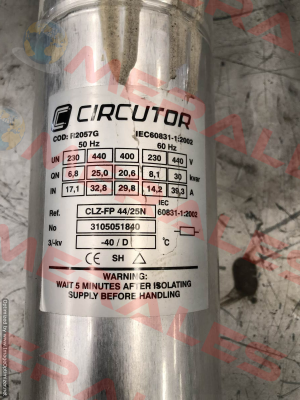 CIRCUTOR
COD: R2057G IEC60831-1:2002
50 Hz 60 Hz
UN 230 440 400 230 440 V
QN 6,8 25,0 20,6 8,1 30 kvar
IN 17,1 32,8 29,8 14,2 39,3 A
Ref. CLZ-FP 44/25N IEC 60831-1:2002
No 3105051840
3/-kv -40 / D °C
CE SH
WARNING:
WAIT 5 MINUTES AFTER ISOLATING
SUPPLY BEFORE HANDLING